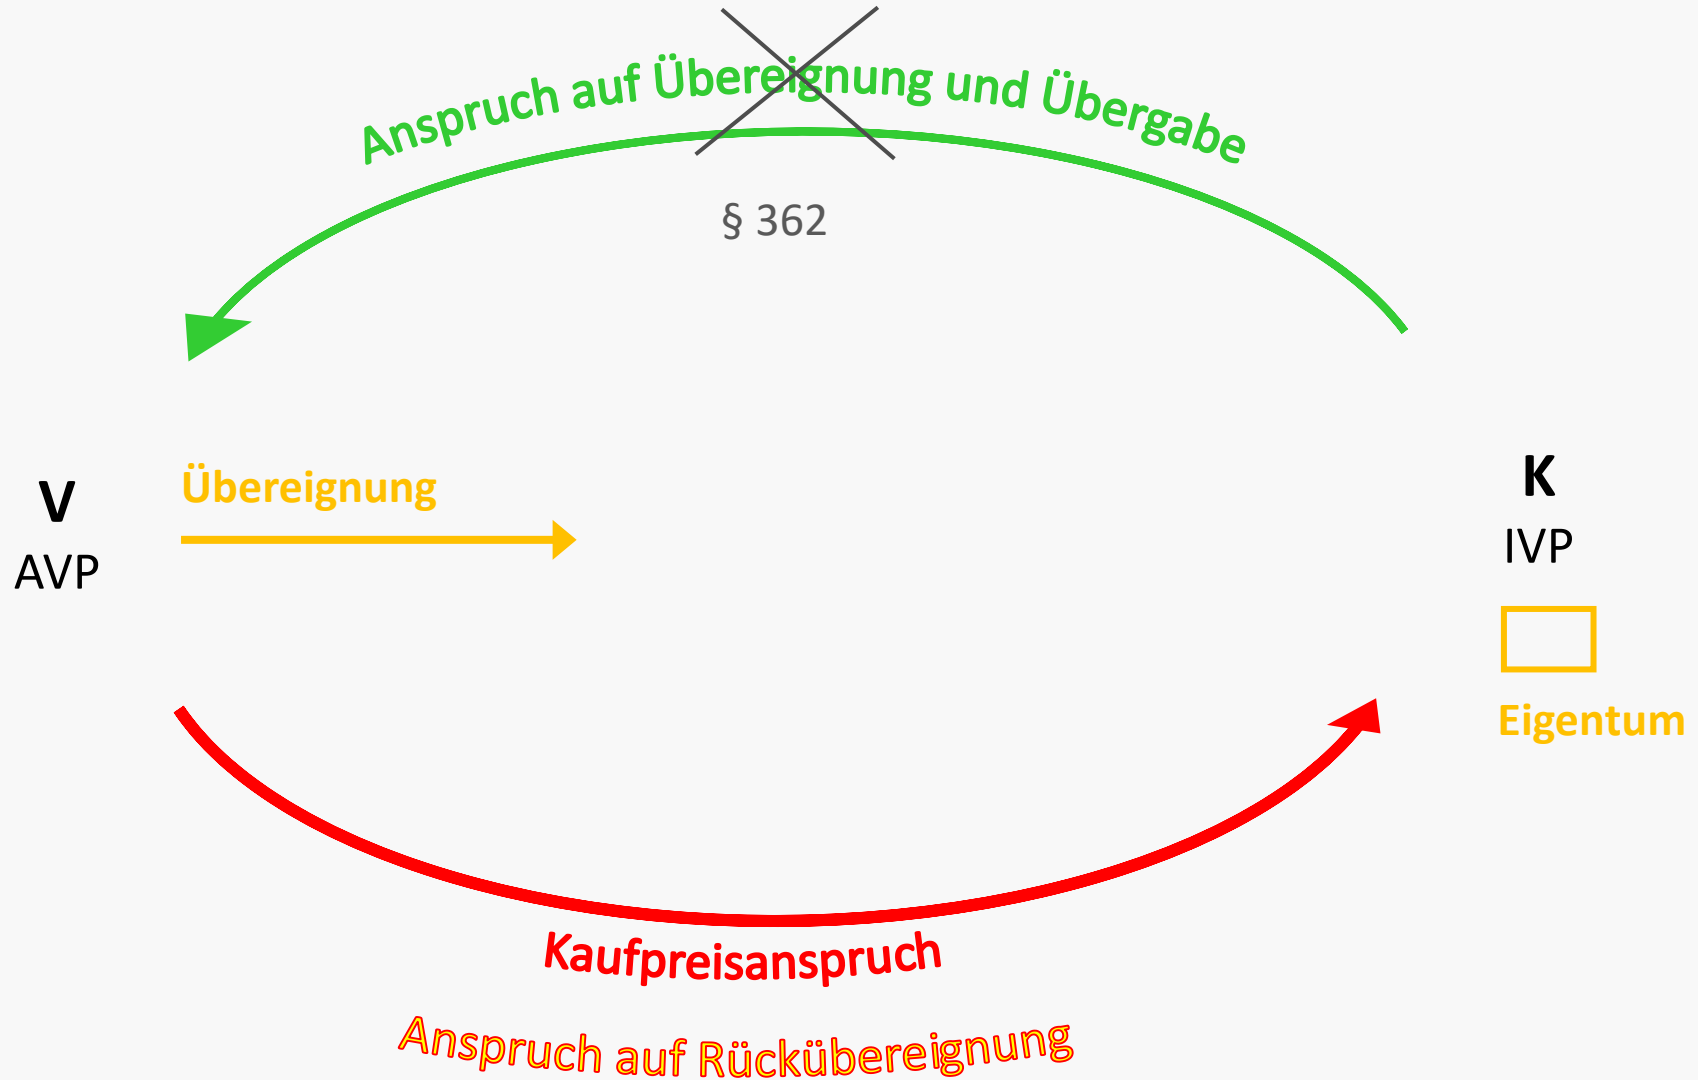 Anspruch auf Übereignung und Übergabe
§ 362
V
AVP
Übereignung
K
IVP
Eigentum
Kaufpreisanspruch
Anspruch auf Rückübereignung